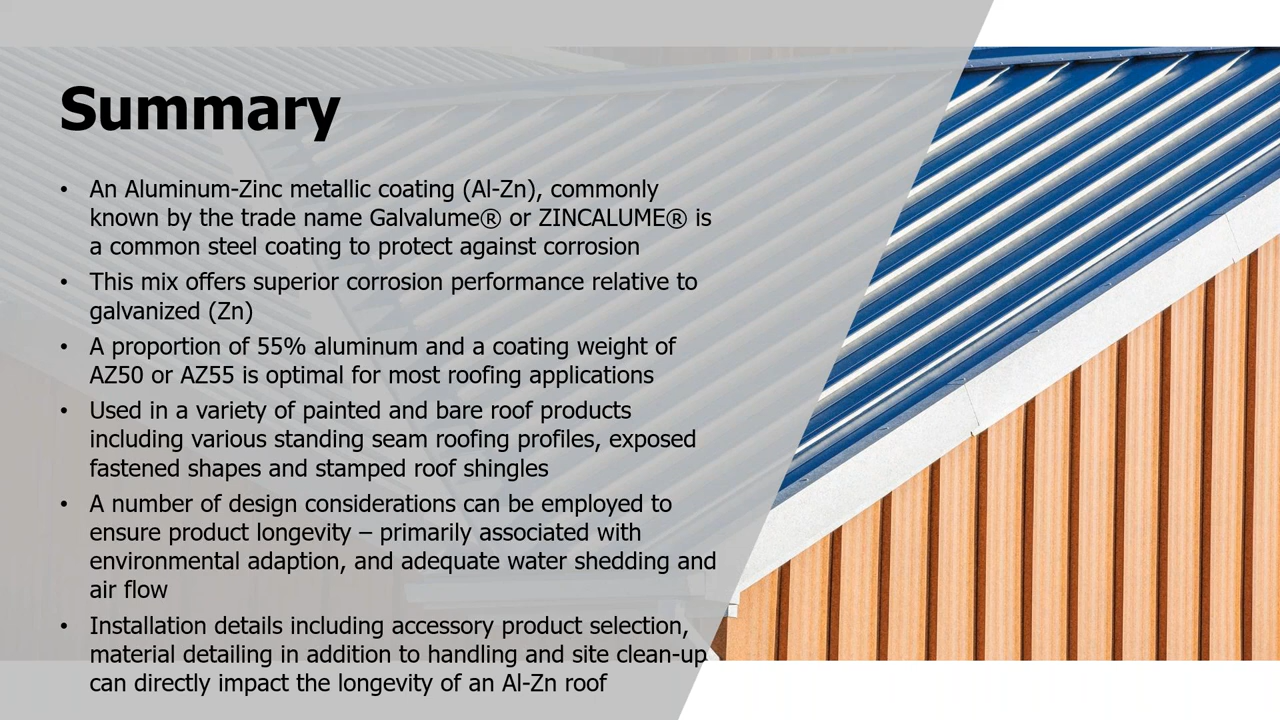 Summary
• An Aluminum-Zinc metallic coating (Al-Zn), commonly
known by the trade name Galvalume® or ZINCALUME® is
a common steel coating to protect against corrosion
• This mix offers superior corrosion performance relative to
galvanized (Zn)
• A proportion of 55% aluminum and a coating weight of
AZ50 or AZ55 is optimal for most roofing applications
• Used in a variety of painted and bare roof products
including various standing seam roofing profiles, exposed
fastened shapes and stamped roof shingles
• A number of design considerations can be employed to
ensure product longevity – primarily associated with
environmental adaption, and adequate water shedding and
air flow
• Installation details including accessory product selection,
material detailing in addition to handling and site clean-up
can directly impact the longevity of an Al-Zn roof